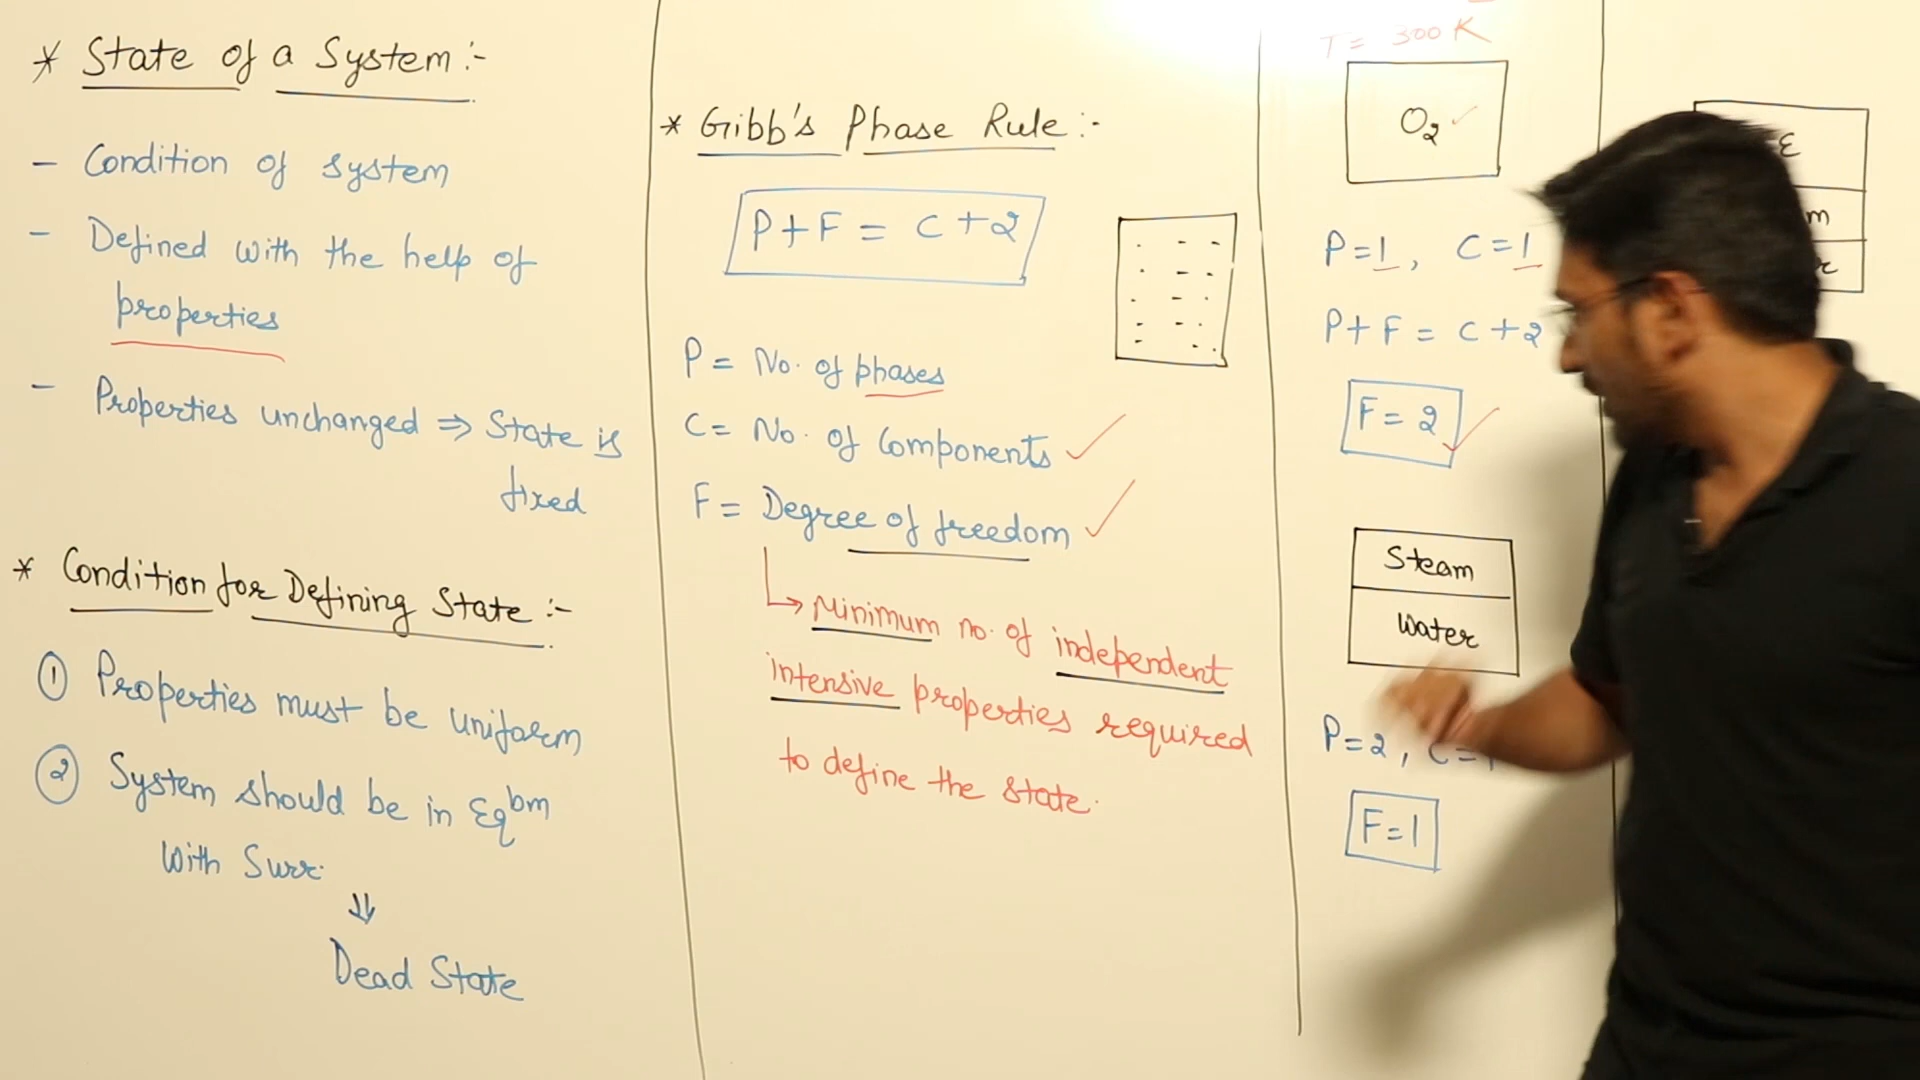 * State of a System :-
- Condition of system
- Defined with the help of
properties
- Properties unchanged ⇒ State is
fixed
* Condition for Defining State :-
① Properties must be uniform
② System should be in Eqbm
with Surr.
⇓
Dead State
* Gibb's Phase Rule :-
P + F = C + 2
P = No. of phases
C = No. of Components ✓
F = Degree of freedom ✓
↳ Minimum no. of independent
intensive properties required
to define the state.
T = 300 K
O2 ✓
P = 1, C = 1
P + F = C + 2
F = 2 ✓
Steam
Water
P = 2, C = 1
F = 1